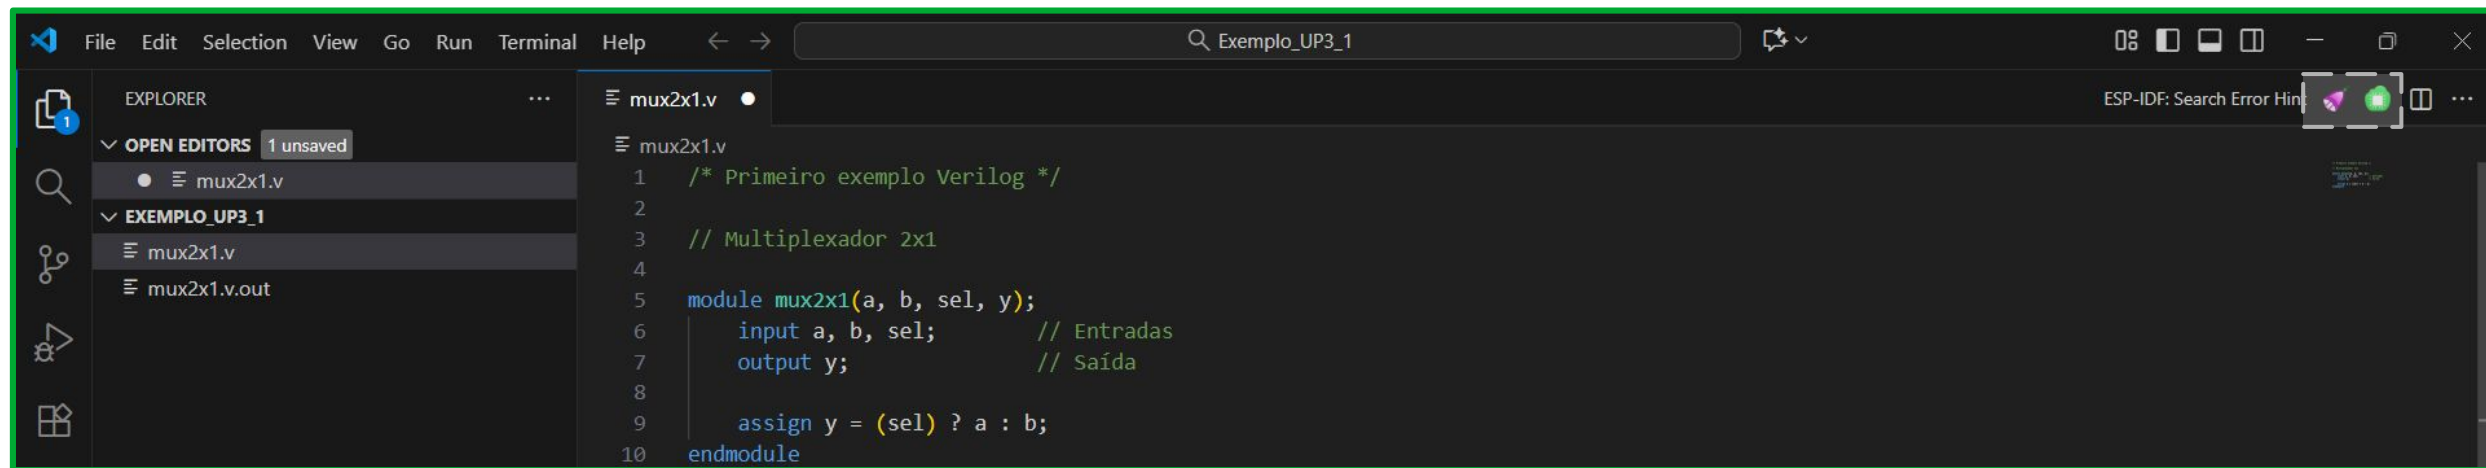 File Edit Selection View Go Run Terminal Help Exemplo_UP3_1
EXPLORER
OPEN EDITORS 1 unsaved
mux2x1.v
EXEMPLO_UP3_1
mux2x1.v
mux2x1.v.out
1
mux2x1.v
ESP-IDF: Search Error Hin
mux2x1.v
1 /* Primeiro exemplo Verilog */
2
3 // Multiplexador 2x1
4
5 module mux2x1(a, b, sel, y);
6 input a, b, sel; // Entradas
7 output y; // Saída
8
9 assign y = (sel) ? a : b;
10 endmodule